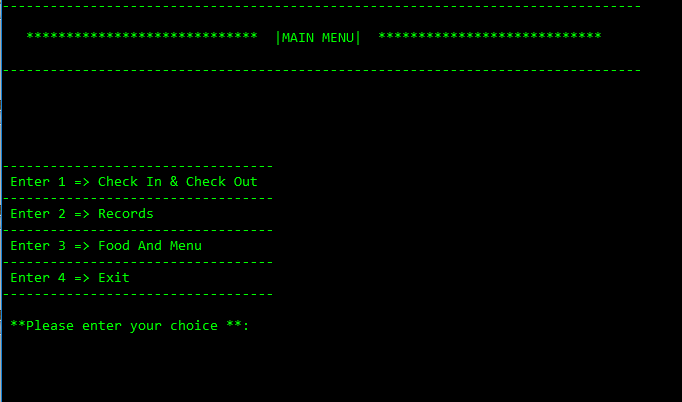 --------------------------------------------------------------------------------
***************************** |MAIN MENU| ****************************
--------------------------------------------------------------------------------
----------------------------------
Enter 1 => Check In & Check Out
----------------------------------
Enter 2 => Records
----------------------------------
Enter 3 => Food And Menu
----------------------------------
Enter 4 => Exit
----------------------------------
**Please enter your choice **: